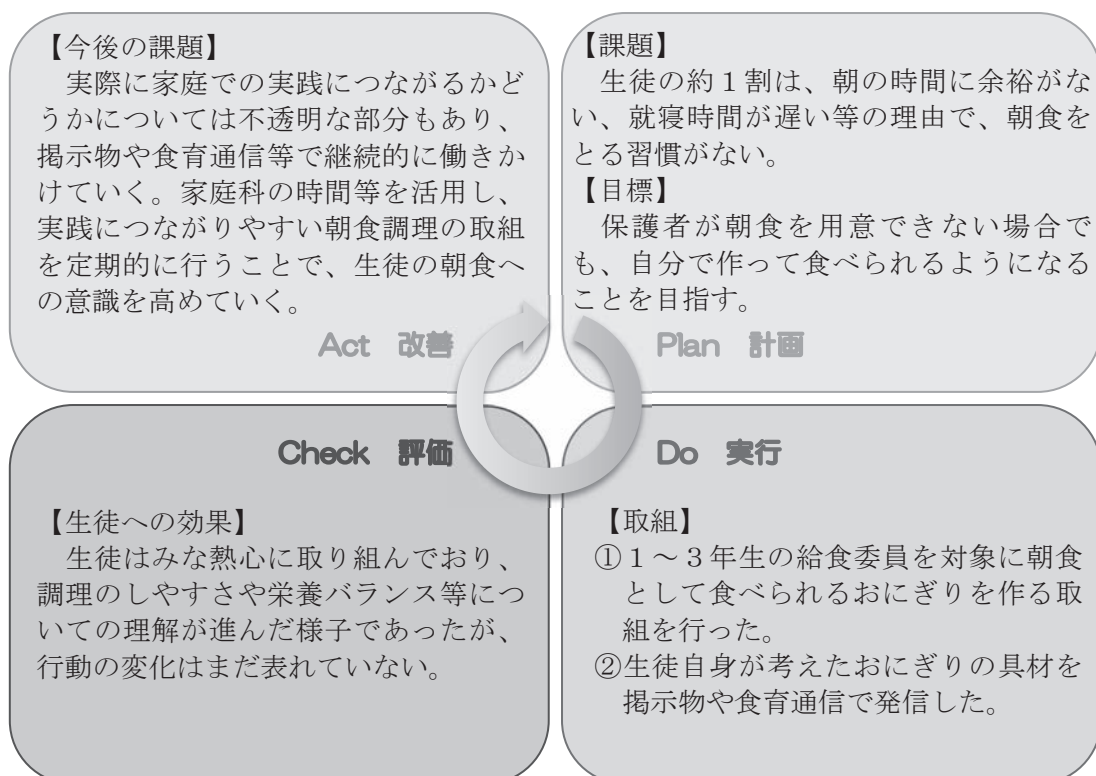 【今後の課題】
　実際に家庭での実践につながるかど
うかについては不透明な部分もあり、
掲示物や食育通信等で継続的に働きか
けていく。家庭科の時間等を活用し、
実践につながりやすい朝食調理の取組
を定期的に行うことで、生徒の朝食へ
の意識を高めていく。
Act　改善
【課題】
　生徒の約１割は、朝の時間に余裕がな
い、就寝時間が遅い等の理由で、朝食を
とる習慣がない。
【目標】
　保護者が朝食を用意できない場合で
も、自分で作って食べられるようになる
ことを目指す。
Plan　計画
Check　評価
【生徒への効果】
　生徒はみな熱心に取り組んでおり、
調理のしやすさや栄養バランス等につ
いての理解が進んだ様子であったが、
行動の変化はまだ表れていない。
Do　実行
【取組】
①１～３年生の給食委員を対象に朝食
として食べられるおにぎりを作る取
組を行った。
②生徒自身が考えたおにぎりの具材を
掲示物や食育通信で発信した。